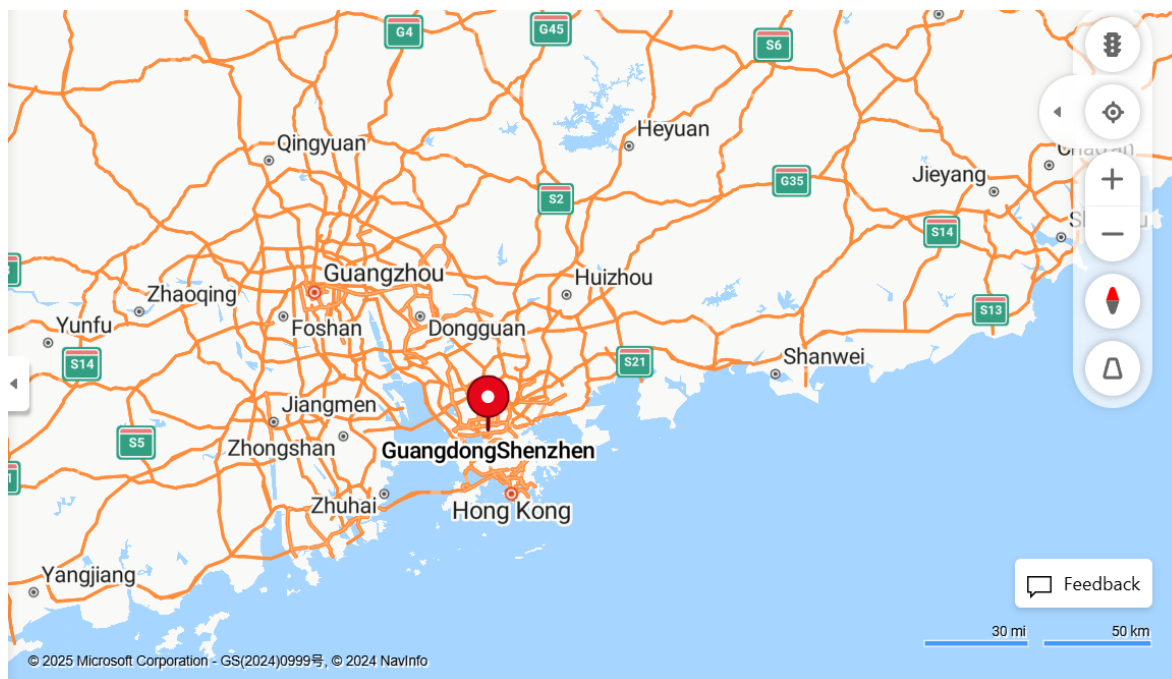 G4
G45
S6
Heyuan
Qingyuan
Jieyang
G35
S2
S14
Guangzhou
Huizhou
Zhaoqing
S13
Yunfu
Foshan
Dongguan
S14
S21
Shanwei
Jiangmen
S5
Zhongshan
GuangdongShenzhen
Zhuhai
Hong Kong
Yangjiang
Feedback
30 mi
50 km
© 2025 Microsoft Corporation - GS(2024)0999号, © 2024 NavInfo